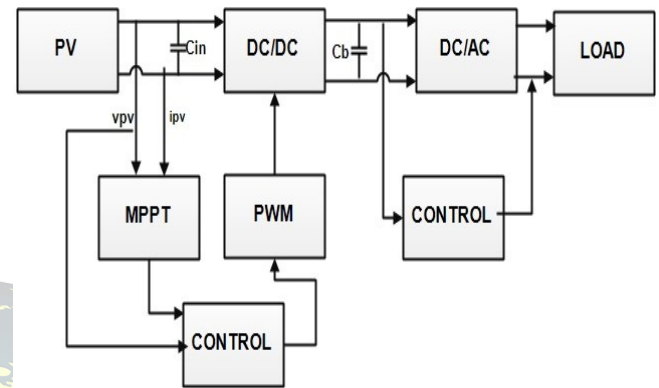 PV
Cin
DC/DC
Cb
DC/AC
LOAD
vpv
ipv
MPPT
PWM
CONTROL
CONTROL